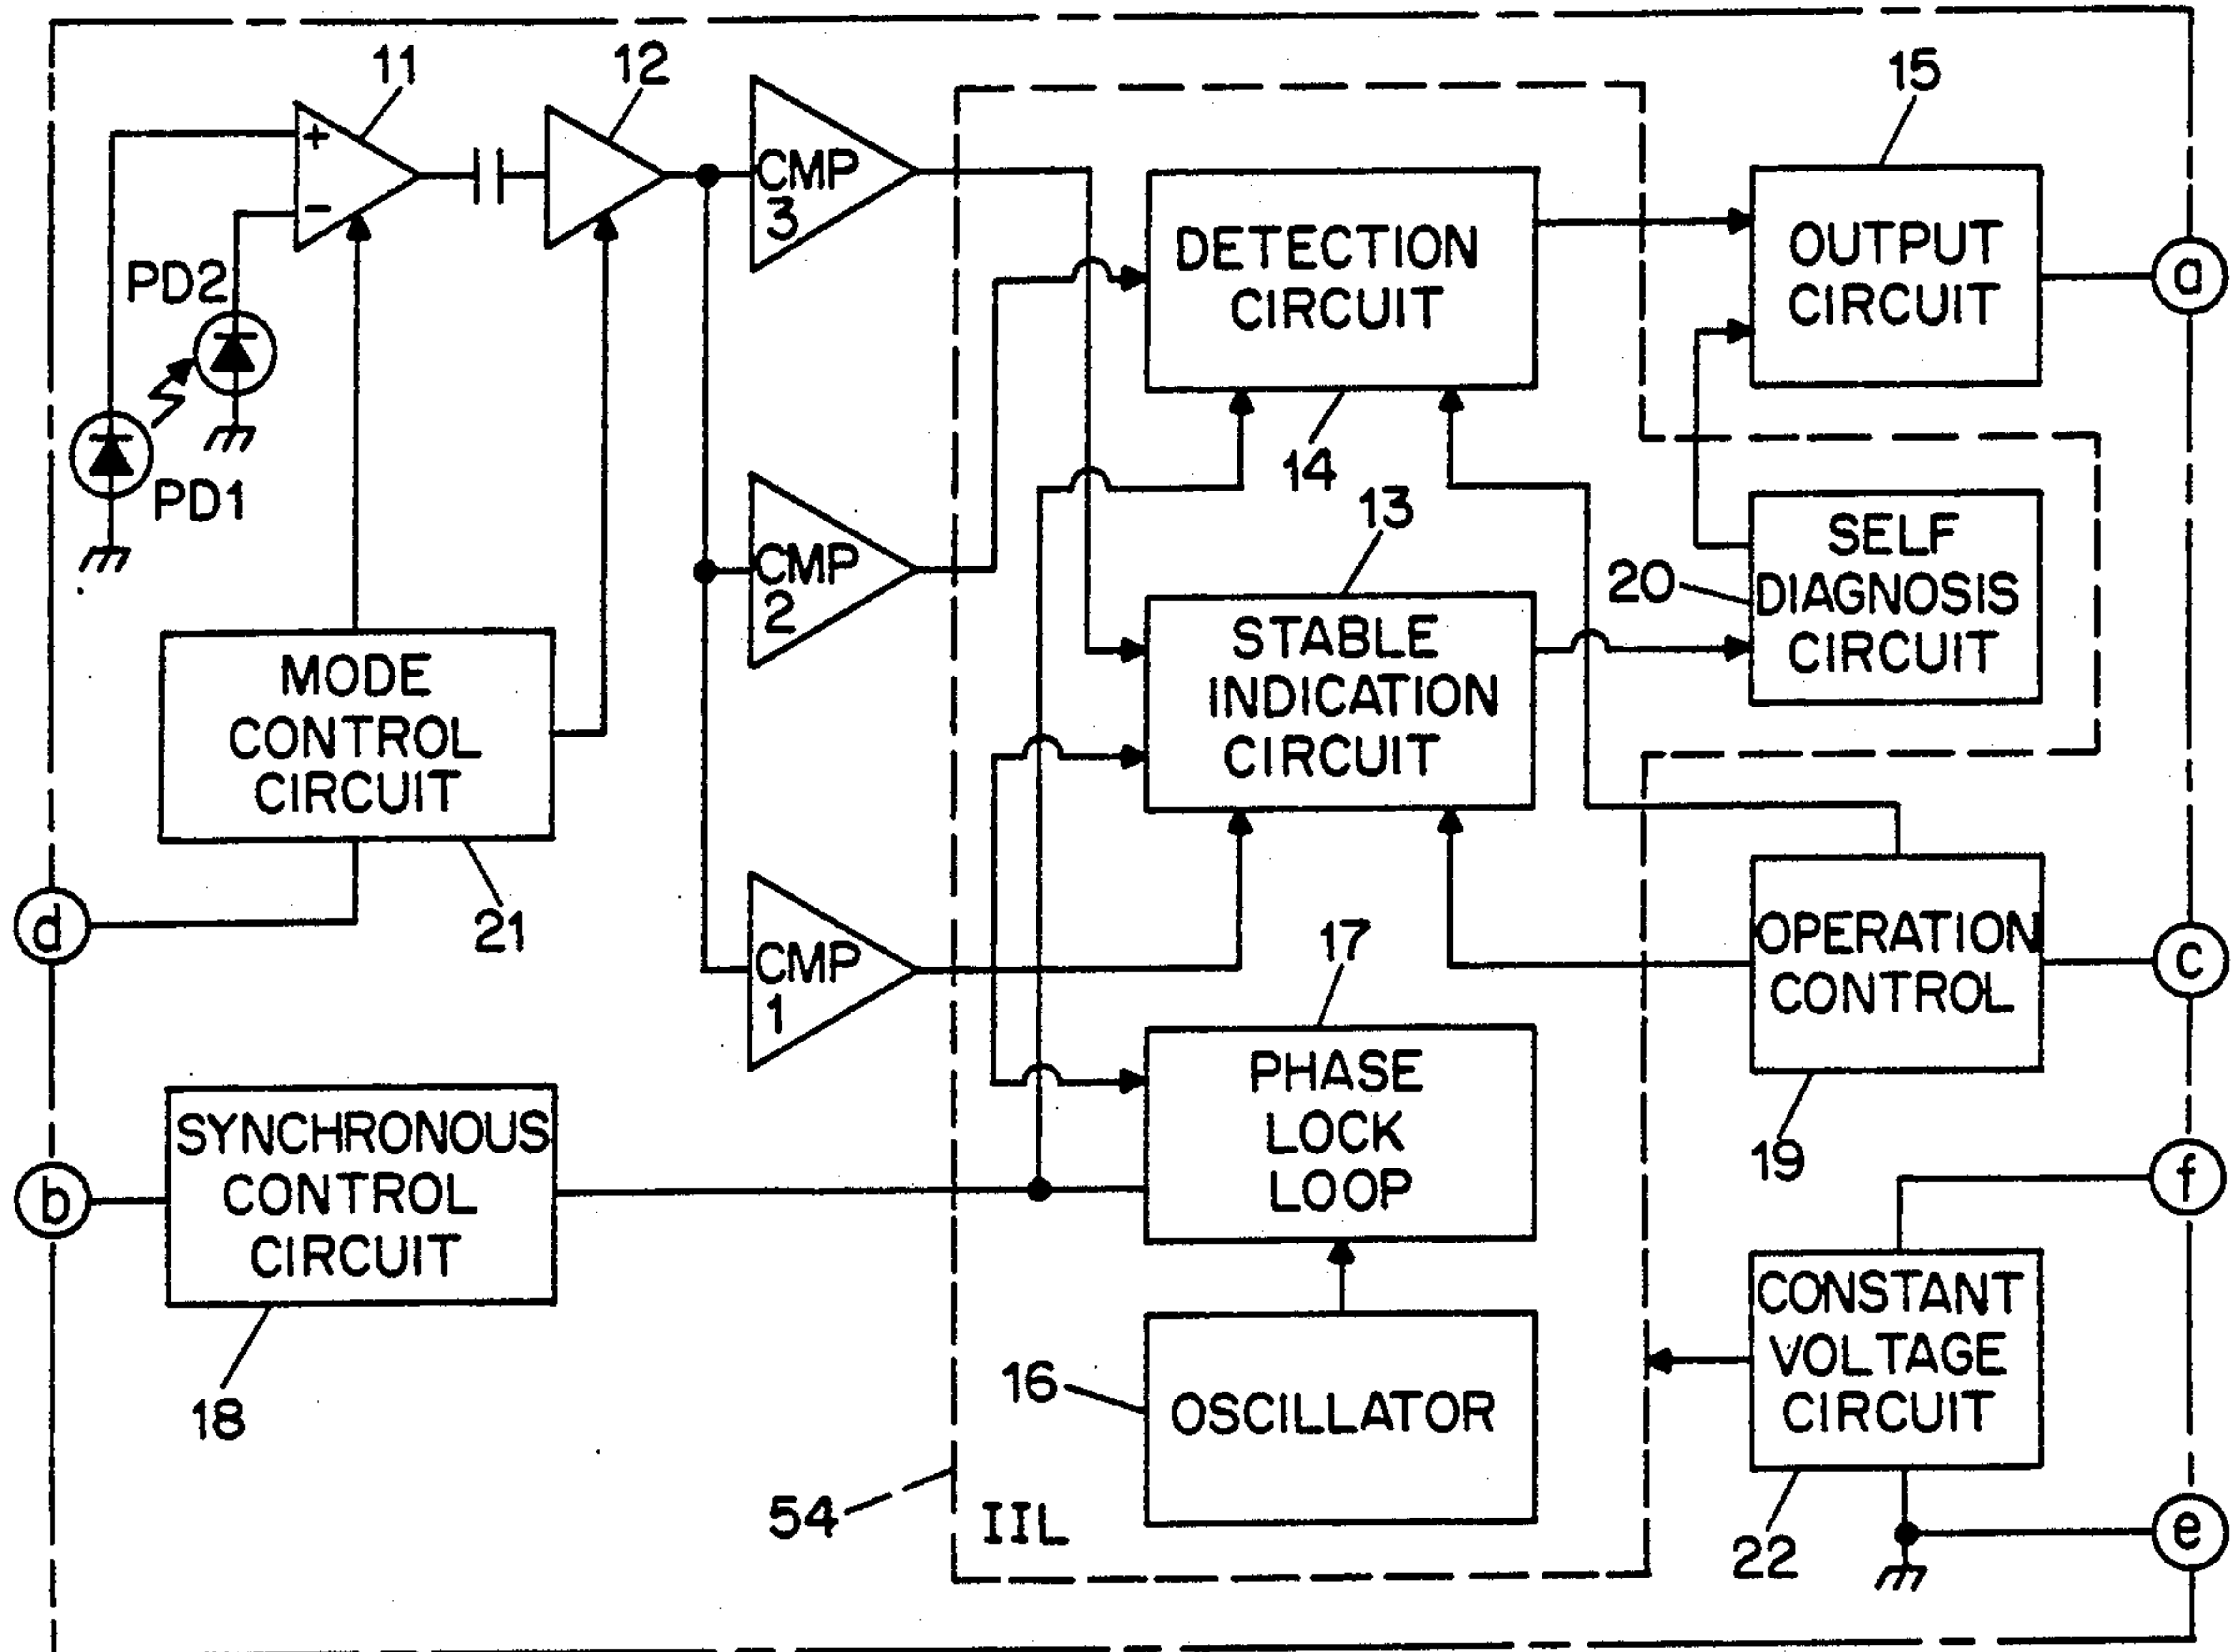 11
12
15
+
-
CMP
3
DETECTION
CIRCUIT
OUTPUT
CIRCUIT
a
PD2
PD1
14
13
CMP
2
20
SELF
DIAGNOSIS
CIRCUIT
MODE
CONTROL
CIRCUIT
STABLE
INDICATION
CIRCUIT
d
21
CMP
1
17
OPERATION
CONTROL
c
19
SYNCHRONOUS
CONTROL
CIRCUIT
b
PHASE
LOCK
LOOP
f
18
16
OSCILLATOR
CONSTANT
VOLTAGE
CIRCUIT
54
IIL
22
e